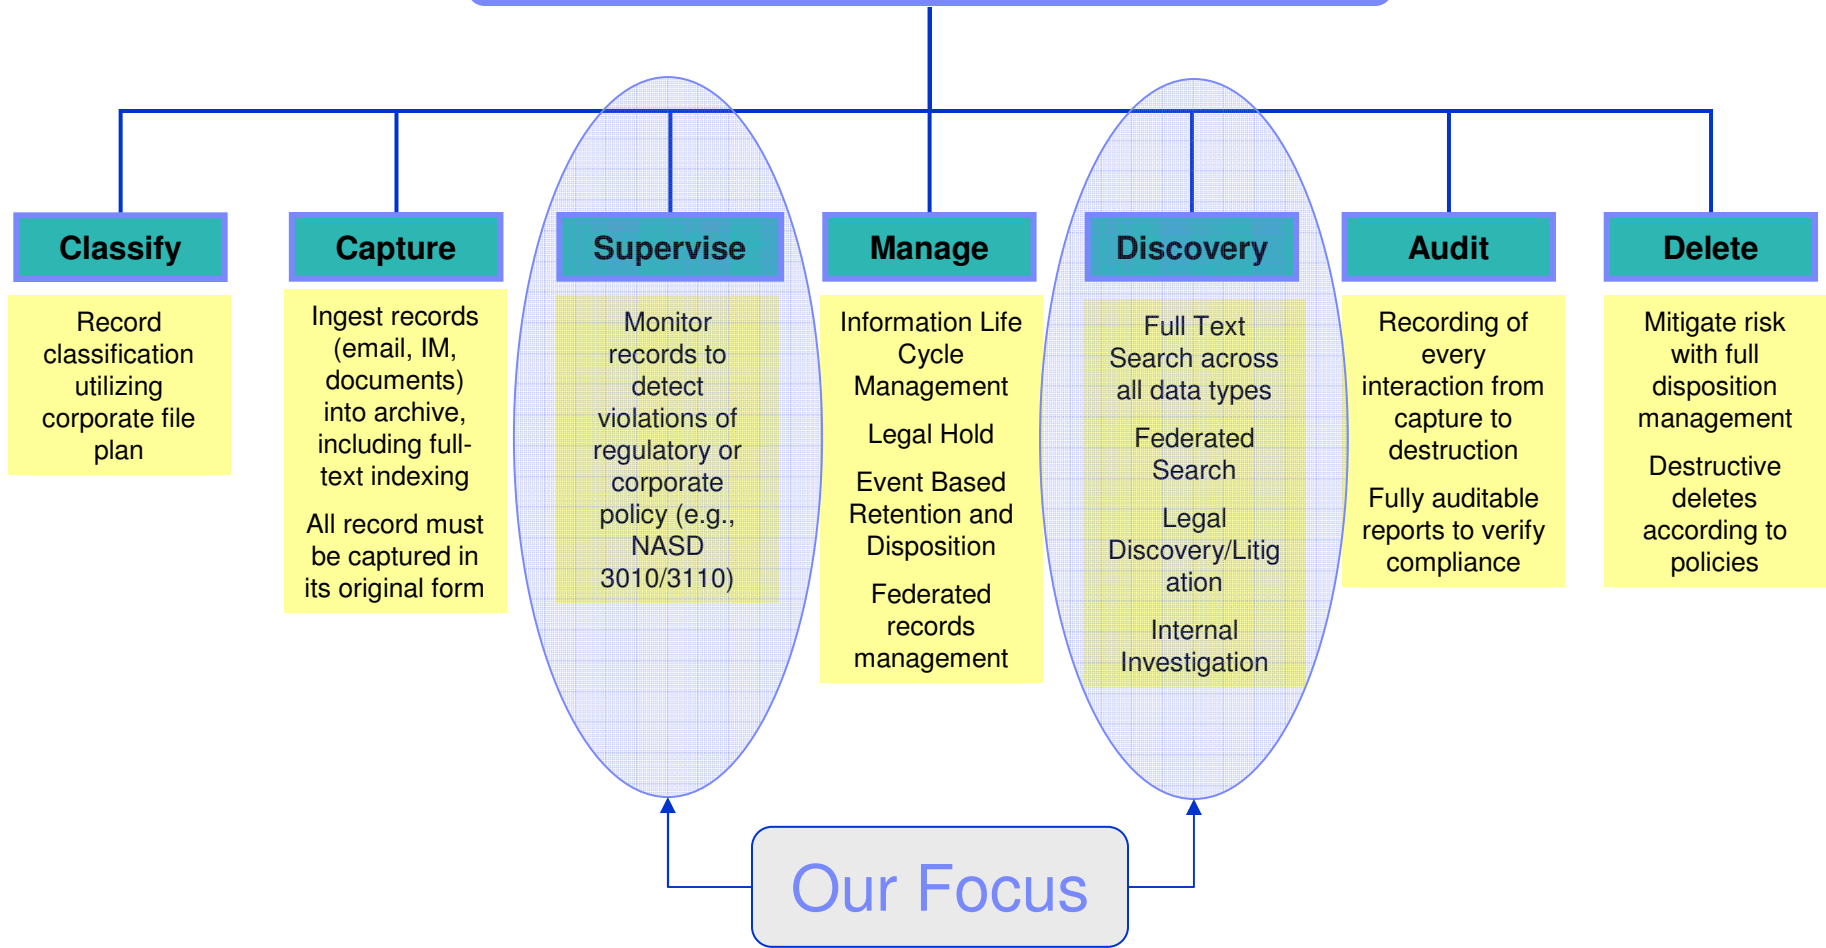 Classify
Capture
Supervise
Manage
Discovery
Audit
Delete
Record
classification
utilizing
corporate file
plan
Ingest records
(email, IM,
documents)
into archive,
including full-
text indexing
All record must
be captured in
its original form
Monitor
records to
detect
violations of
regulatory or
corporate
policy (e.g.,
NASD
3010/3110)
Information Life
Cycle
Management
Legal Hold
Event Based
Retention and
Disposition
Federated
records
management
Full Text
Search across
all data types
Federated
Search
Legal
Discovery/Litig
ation
Internal
Investigation
Recording of
every
interaction from
capture to
destruction
Fully auditable
reports to verify
compliance
Mitigate risk
with full
disposition
management
Destructive
deletes
according to
policies
Our Focus